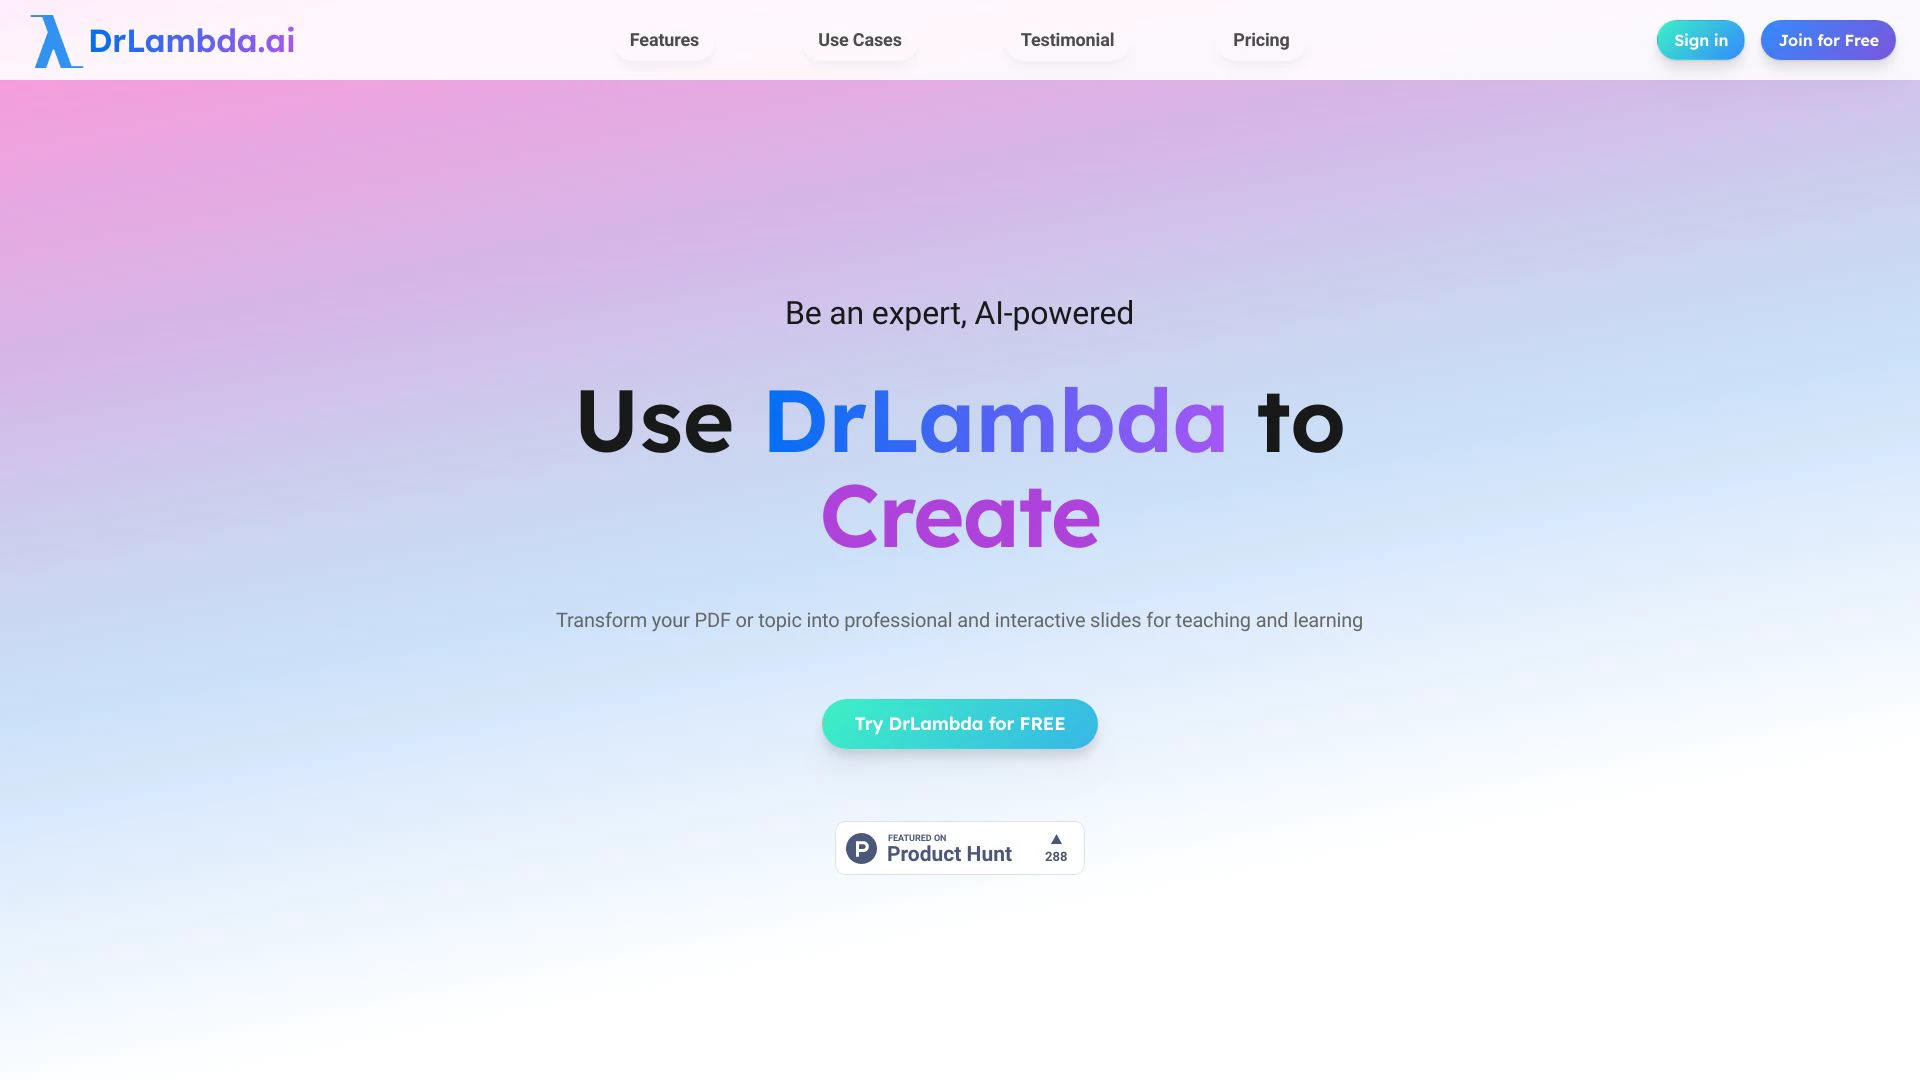 DrLambda.ai
Features
Use Cases
Testimonial
Pricing
Sign in
Join for Free
Be an expert, AI-powered
Use DrLambda to
Create
Transform your PDF or topic into professional and interactive slides for teaching and learning
Try DrLambda for FREE
P
FEATURED ON
Product Hunt
288